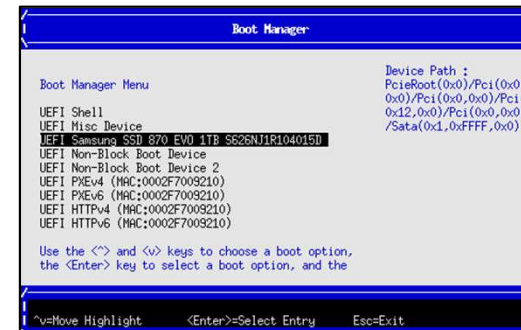 Boot Manager
Device Path :
PcieRoot(0x0)/Pci(0x0
0x0)/Pci(0x0,0x0)/Pci
0x12,0x0)/Pci(0x0,0x0
/Sata(0x1,0xFFFF,0x0)
Boot Manager Menu
UEFI Shell
UEFI Misc Device
UEFI Samsung SSD 870 EVO 1TB S626NJ1R104015D
UEFI Non-Block Boot Device
UEFI Non-Block Boot Device 2
UEFI PXEv4 (MAC:0002F7009210)
UEFI PXEv6 (MAC:0002F7009210)
UEFI HTTPv4 (MAC:0002F7009210)
UEFI HTTPv6 (MAC:0002F7009210)
Use the <^> and <v> keys to choose a boot option,
the <Enter> key to select a boot option, and the
^v=Move Highlight <Enter>=Select Entry Esc=Exit